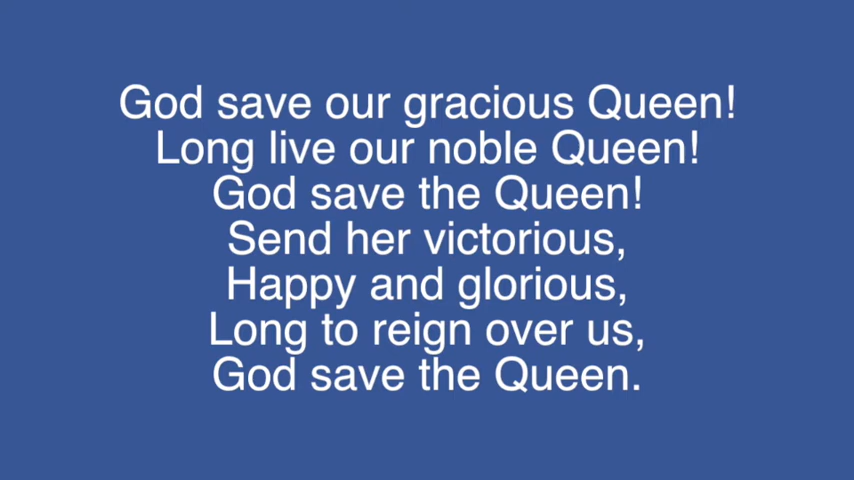 God save our gracious Queen!
Long live our noble Queen!
God save the Queen!
Send her victorious,
Happy and glorious,
Long to reign over us,
God save the Queen.